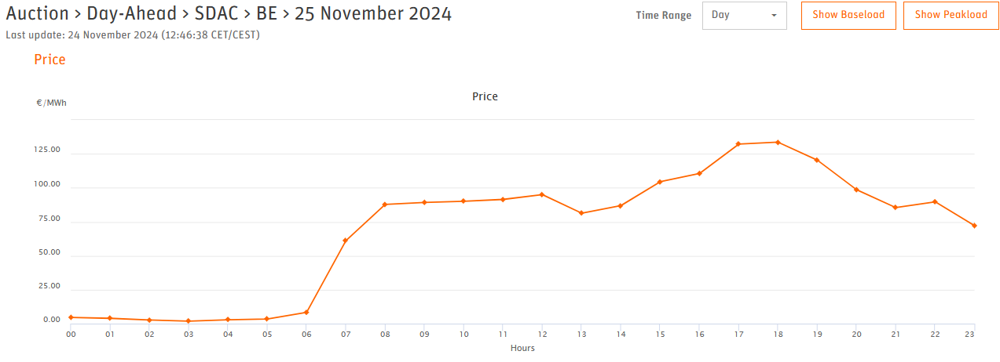 Auction > Day-Ahead > SDAC > BE > 25 November 2024
Time Range
Day
Show Baseload
Show Peakload
Last update: 24 November 2024 (12:46:38 CET/CEST)
Price
Price
€/MWh
125.00
100.00
75.00
50.00
25.00
0.00
00 01 02 03 04 05 06 07 08 09 10 11 12 13 14 15 16 17 18 19 20 21 22 23
Hours